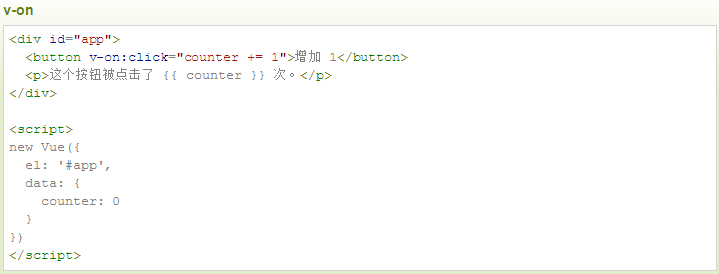 v-on
<div id="app">
  <button v-on:click="counter += 1">增加 1</button>
  <p>这个按钮被点击了 {{ counter }} 次。</p>
</div>

<script>
new Vue({
  el: '#app',
  data: {
    counter: 0
  }
})
</script>